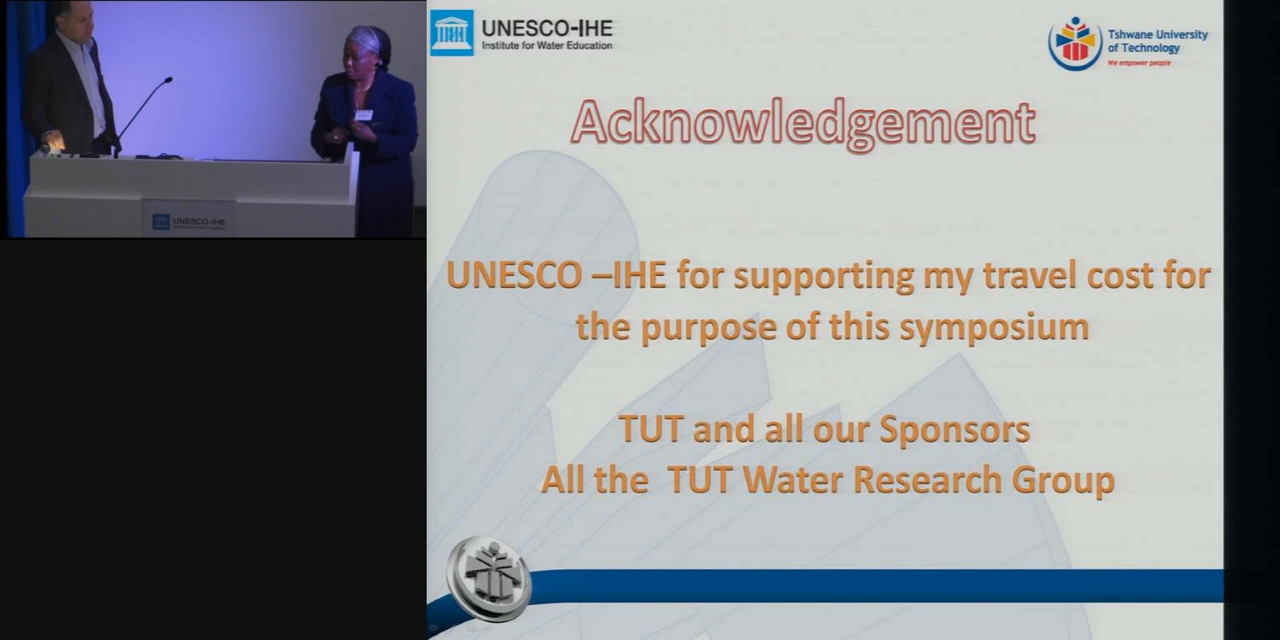 UNESCO-IHE
Institute for Water Education
Tshwane University
of Technology
We empower people
Acknowledgement
UNESCO –IHE for supporting my travel cost for
the purpose of this symposium
TUT and all our Sponsors
All the TUT Water Research Group
UNESCO-IHE